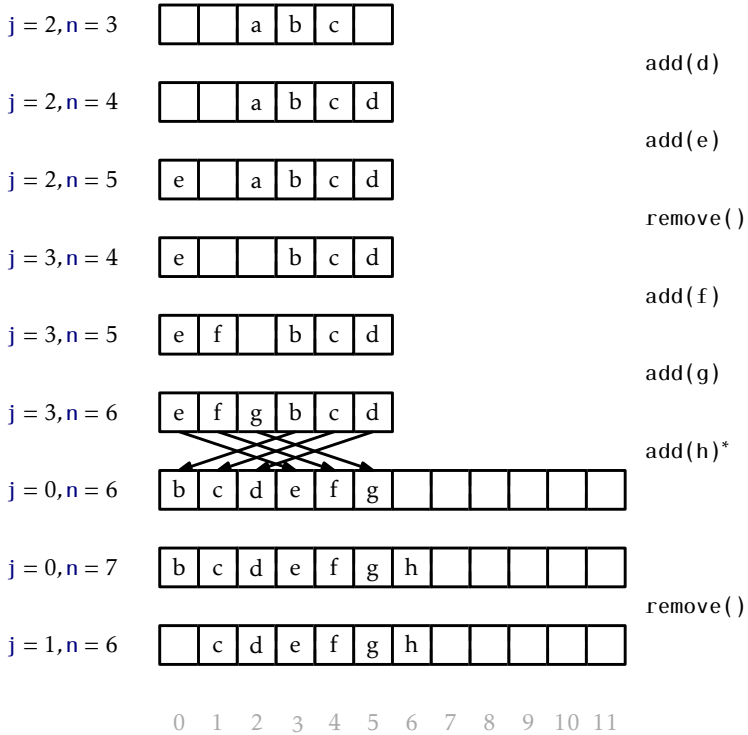 j = 2, n = 3 a b c
add(d)
j = 2, n = 4 a b c d
add(e)
j = 2, n = 5 e a b c d
remove()
j = 3, n = 4 e b c d
add(f)
j = 3, n = 5 e f b c d
add(g)
j = 3, n = 6 e f g b c d
add(h)*
j = 0, n = 6 b c d e f g
j = 0, n = 7 b c d e f g h
remove()
j = 1, n = 6 c d e f g h
0 1 2 3 4 5 6 7 8 9 10 11